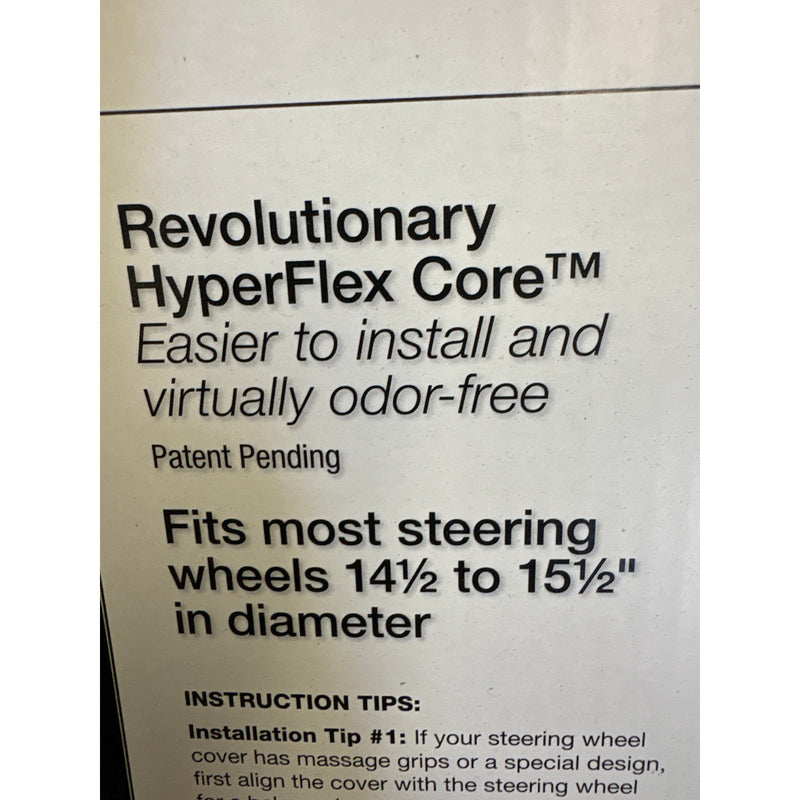 Revolutionary
HyperFlex Core™
Easier to install and
virtually odor-free
Patent Pending
Fits most steering
wheels 14½ to 15½"
in diameter
INSTRUCTION TIPS:
Installation Tip #1: If your steering wheel
cover has massage grips or a special design,
first align the cover with the steering wheel